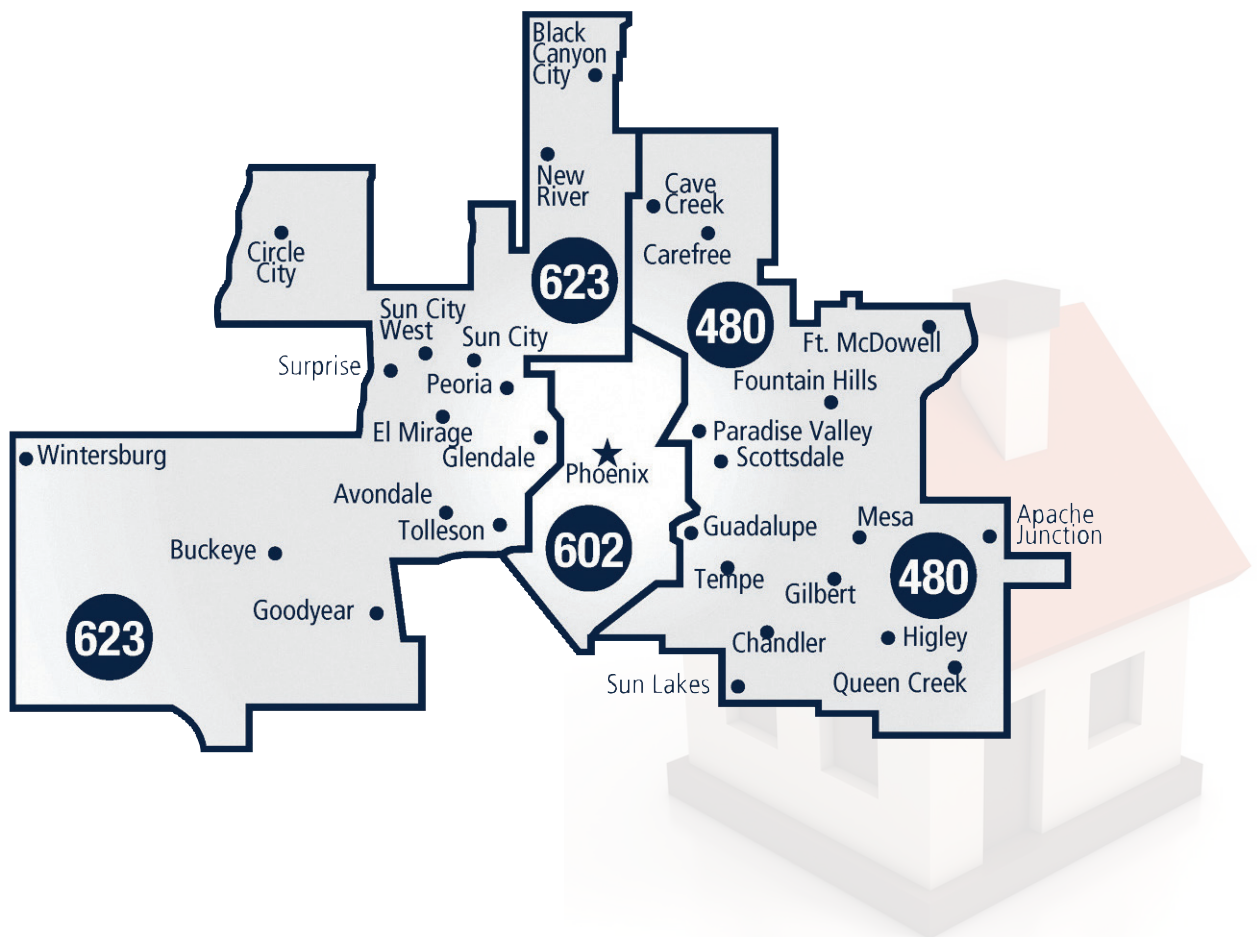 Black
Canyon
City
New
River
Cave
Creek
Circle
City
Carefree
623
480
Sun City
West
Sun City
Ft. McDowell
Surprise
Peoria
Fountain Hills
El Mirage
Paradise Valley
Wintersburg
Glendale
Scottsdale
Phoenix
Avondale
Tolleson
Guadalupe
Mesa
Apache
Junction
Buckeye
602
Tempe
Gilbert
480
Goodyear
623
Chandler
Higley
Sun Lakes
Queen Creek